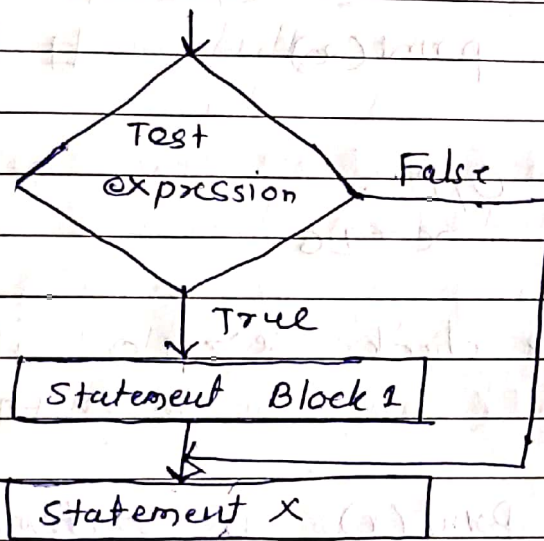 Test
expression
False
True
Statement Block 1
Statement X